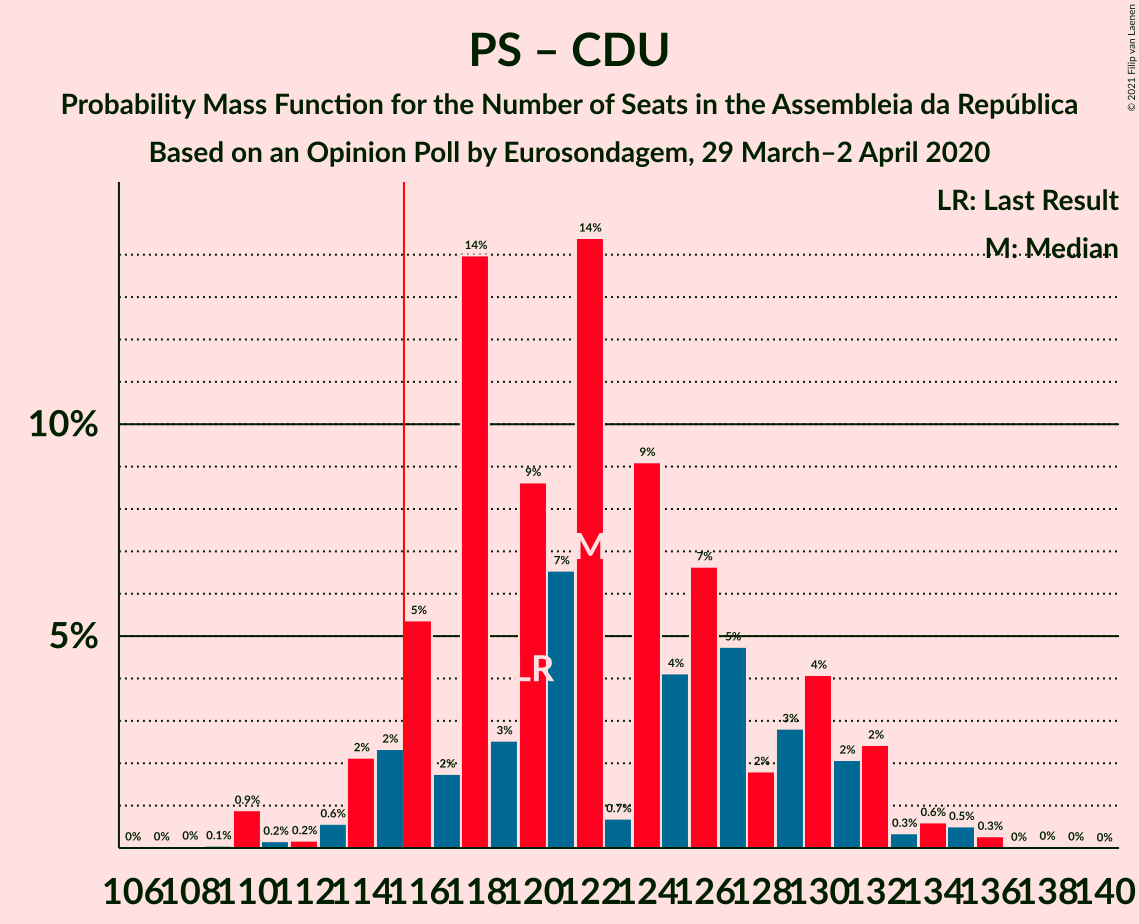 PS – CDU
Probability Mass Function for the Number of Seats in the Assembleia da República
Based on an Opinion Poll by Eurosondagem, 29 March–2 April 2020
© 2021 Filip van Laenen
LR: Last Result
M: Median
10%
5%
0% 0% 0% 0.1% 0.9% 0.2% 0.2% 0.6% 2% 2% 5% 2% 14% 3% 9% 7% 14% 0.7% 9% 4% 7% 5% 2% 3% 4% 2% 2% 0.3% 0.6% 0.5% 0.3% 0% 0% 0% 0%
M
LR
106 108 110 112 114 116 118 120 122 124 126 128 130 132 134 136 138 140